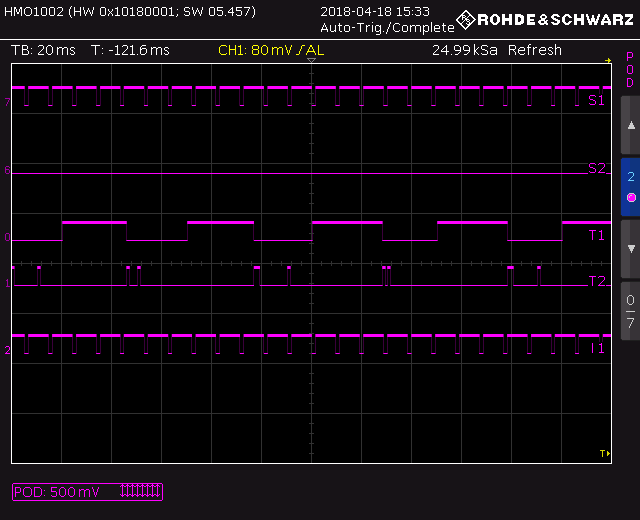 HMO1002 (HW 0x10180001; SW 05.457)
2018-04-18 15:33
Auto-Trig./Complete
ROHDE&SCHWARZ
TB: 20 ms T: -121.6 ms CH1: 80 mV AL 24.99 kSa Refresh
POD
7 S1
6 S2
2
0 T1
1 T2
0
7
2 I1
T
POD: 500 mV